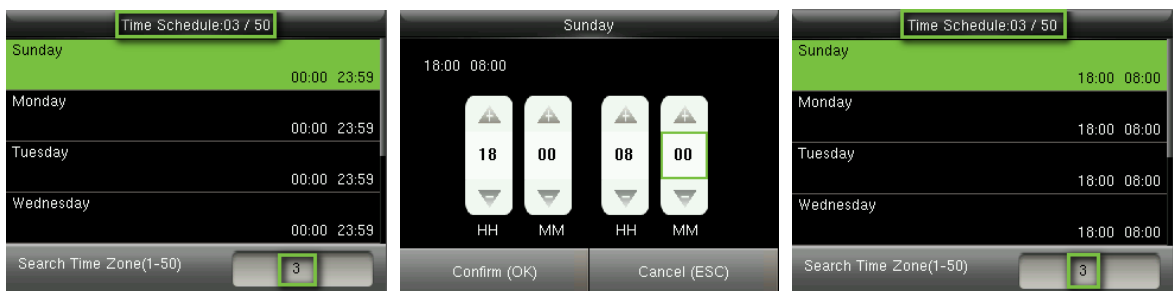 Time Schedule:03 / 50
Sunday
00:00 23:59
Monday
00:00 23:59
Tuesday
00:00 23:59
Wednesday
00:00 23:59
Search Time Zone(1-50) 3
Sunday
18:00 08:00
18 00 08 00
HH MM HH MM
Confirm (OK) Cancel (ESC)
Time Schedule:03 / 50
Sunday
18:00 08:00
Monday
18:00 08:00
Tuesday
18:00 08:00
Wednesday
18:00 08:00
Search Time Zone(1-50) 3